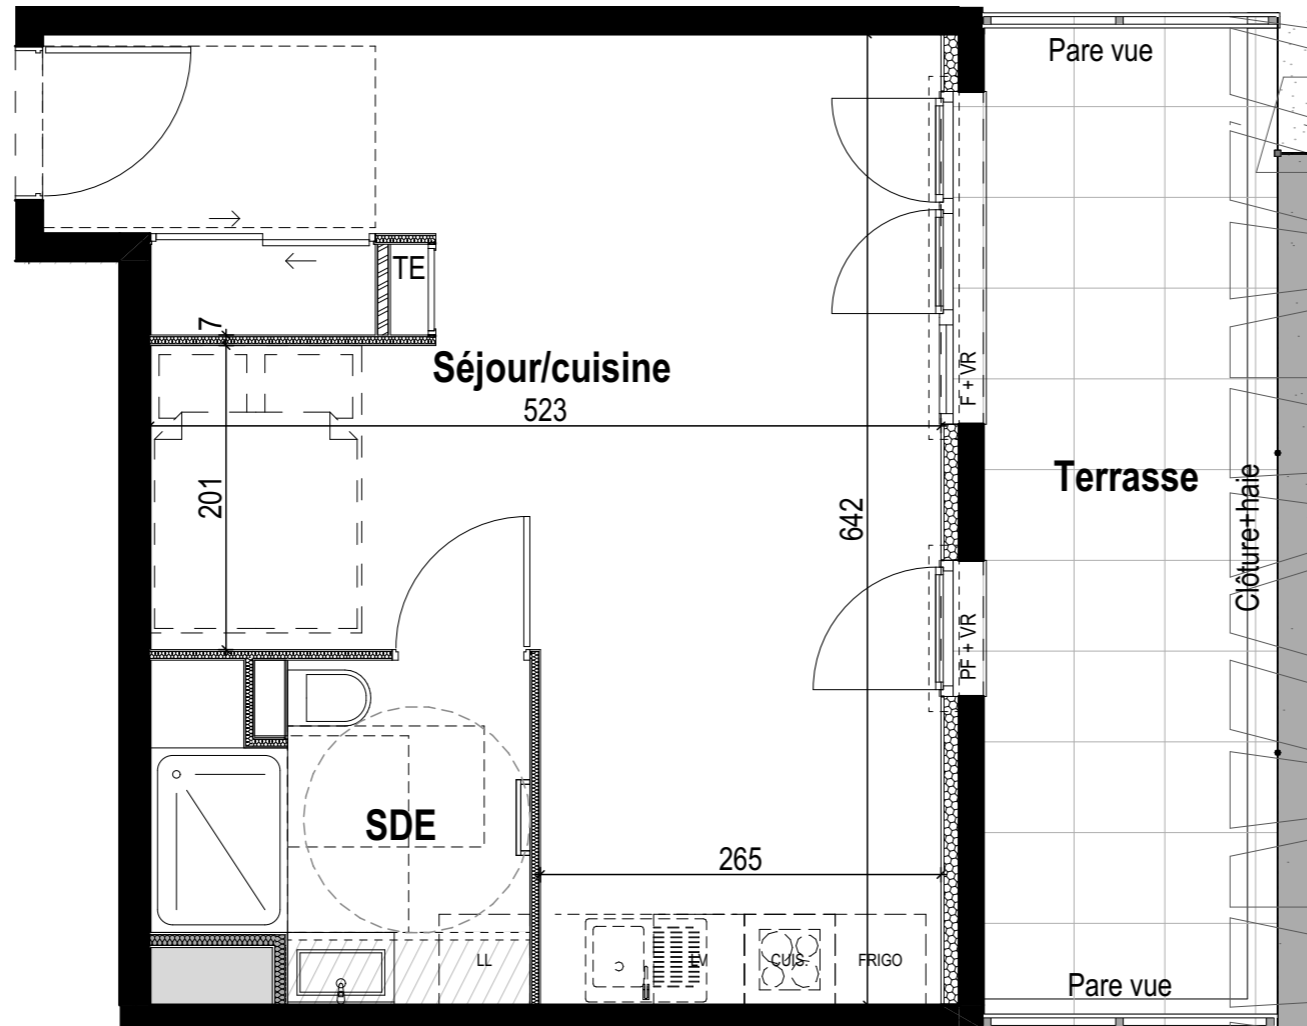 Pare vue
TE
7
Séjour/cuisine
523
F + VR
201
642
Terrasse
Clôture+haie
PF + VR
SDE
265
LL
LV
CUIS.
FRIGO
Pare vue